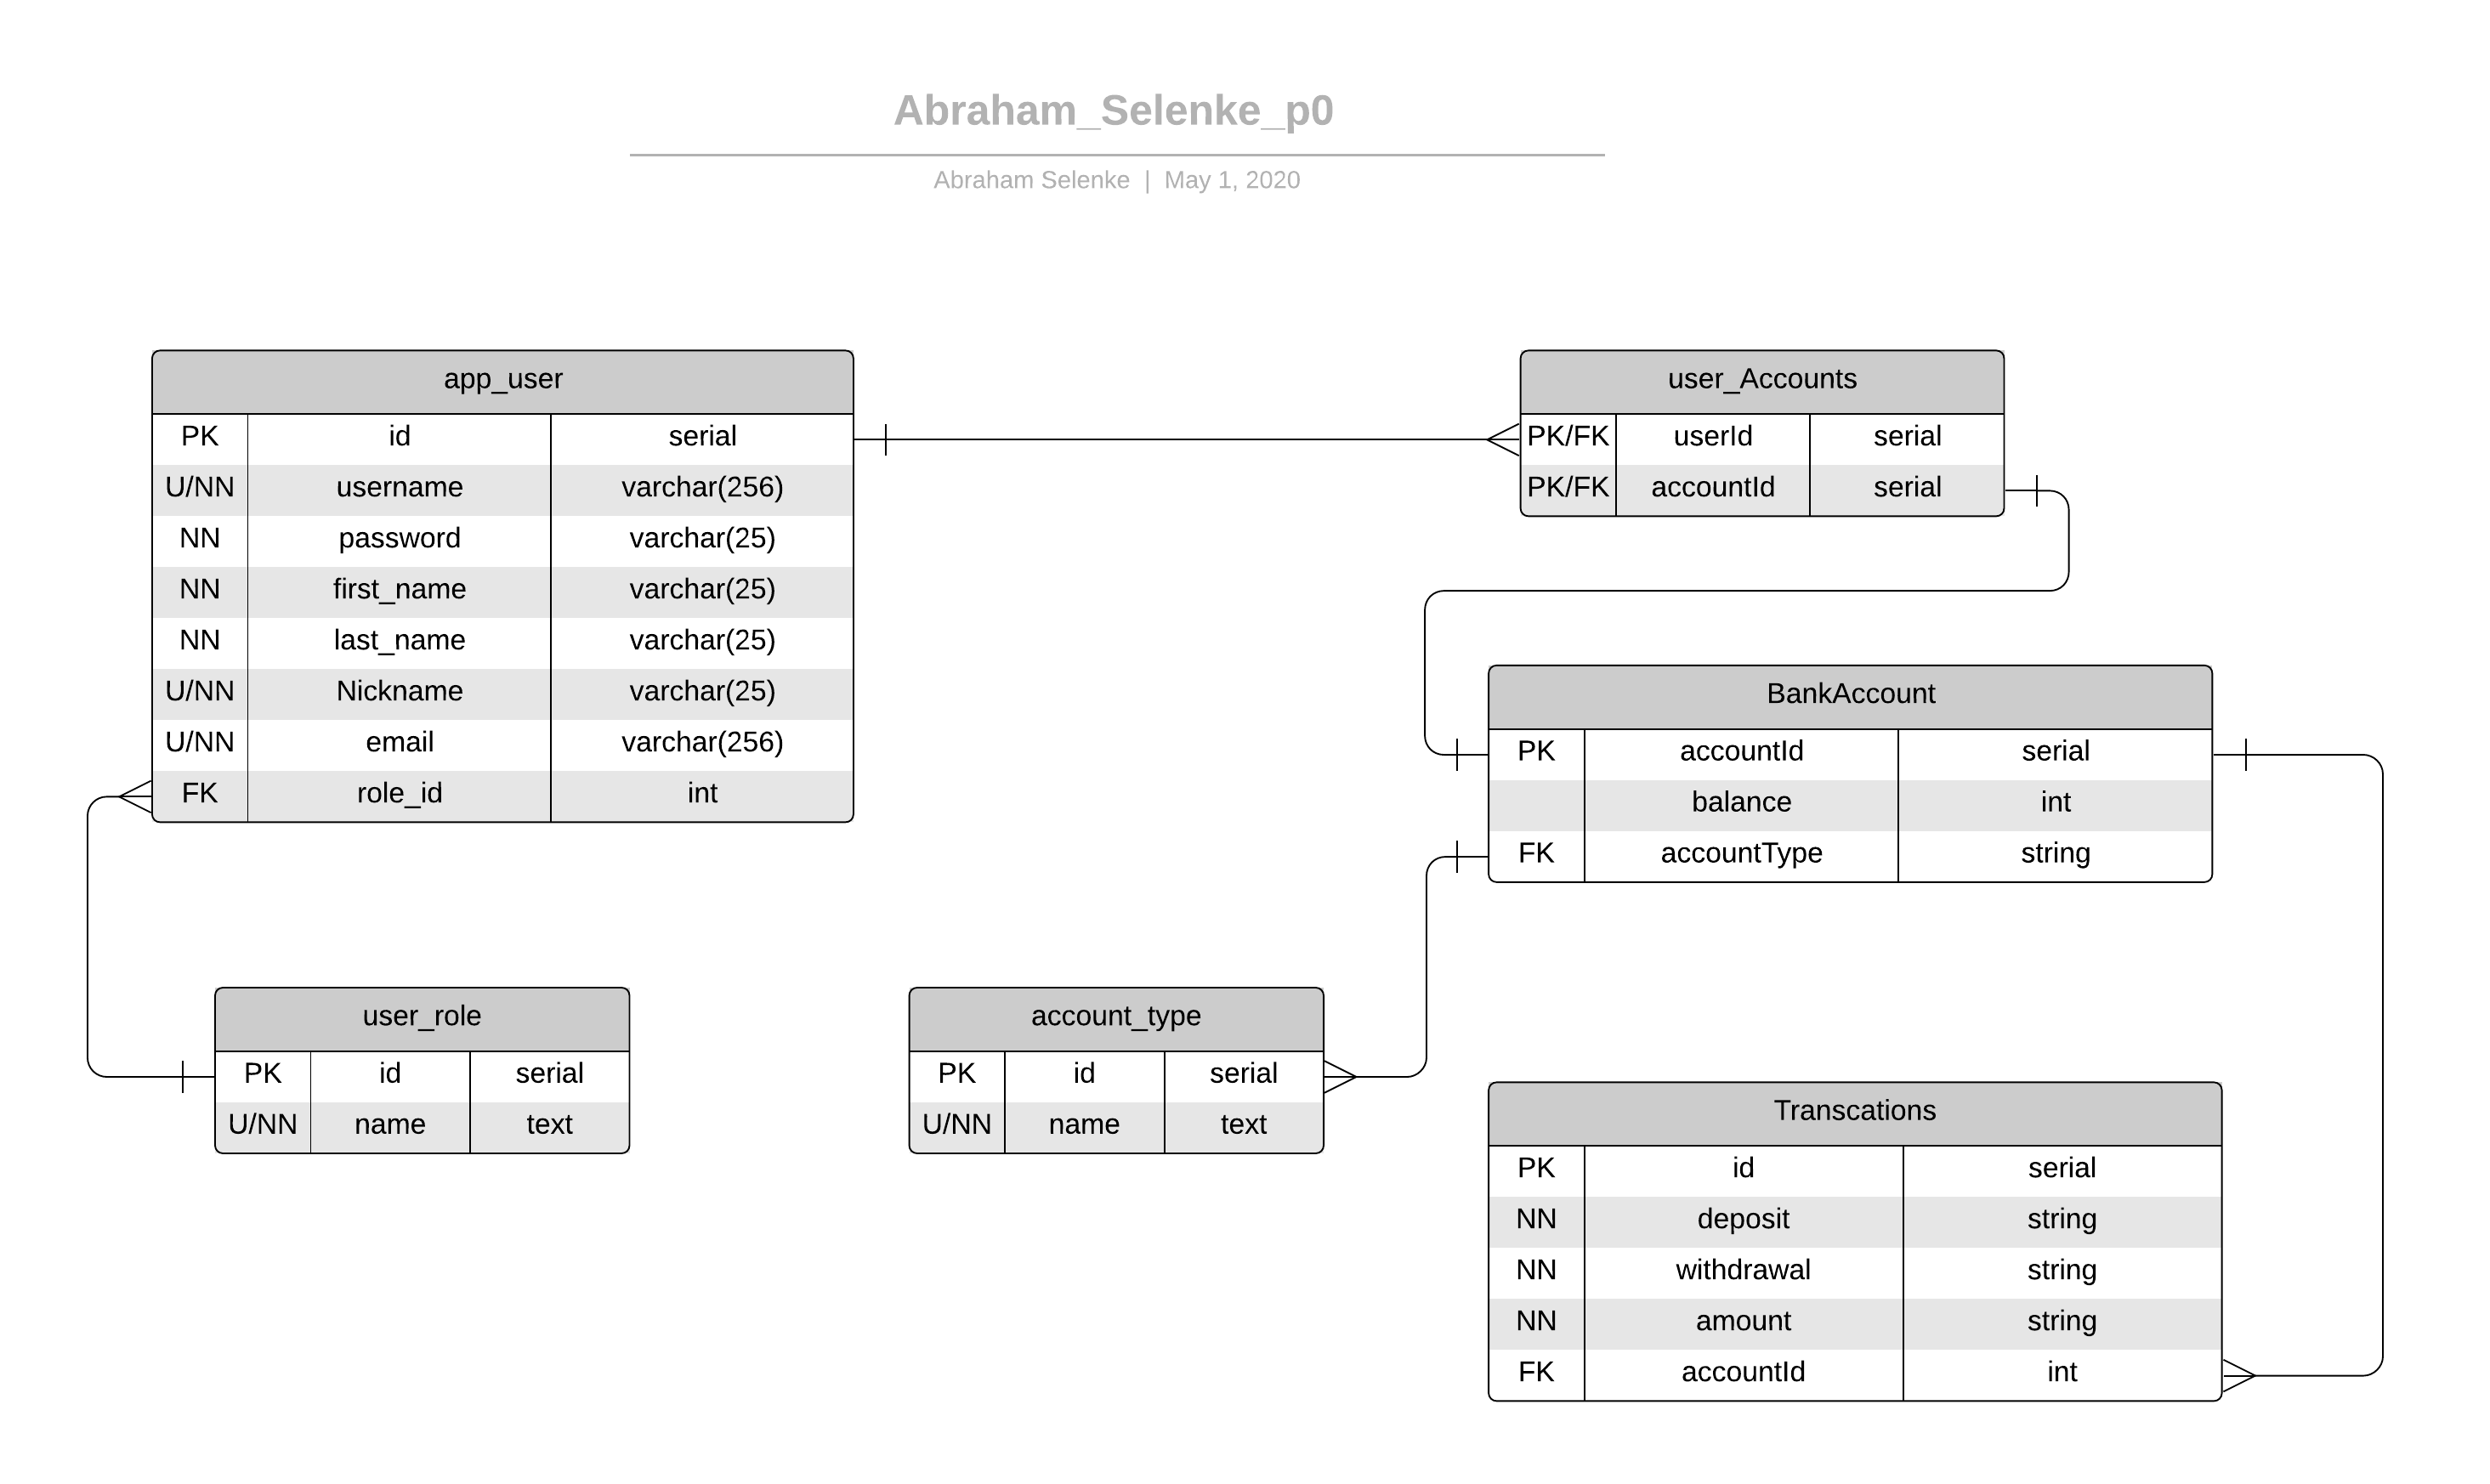 Abraham_Selenke_p0
Abraham Selenke | May 1, 2020
app_user
PK id serial
U/NN username varchar(256)
NN password varchar(25)
NN first_name varchar(25)
NN last_name varchar(25)
U/NN Nickname varchar(25)
U/NN email varchar(256)
FK role_id int
user_Accounts
PK/FK userId serial
PK/FK accountId serial
BankAccount
PK accountId serial
balance int
FK accountType string
user_role
PK id serial
U/NN name text
account_type
PK id serial
U/NN name text
Transcations
PK id serial
NN deposit string
NN withdrawal string
NN amount string
FK accountId int